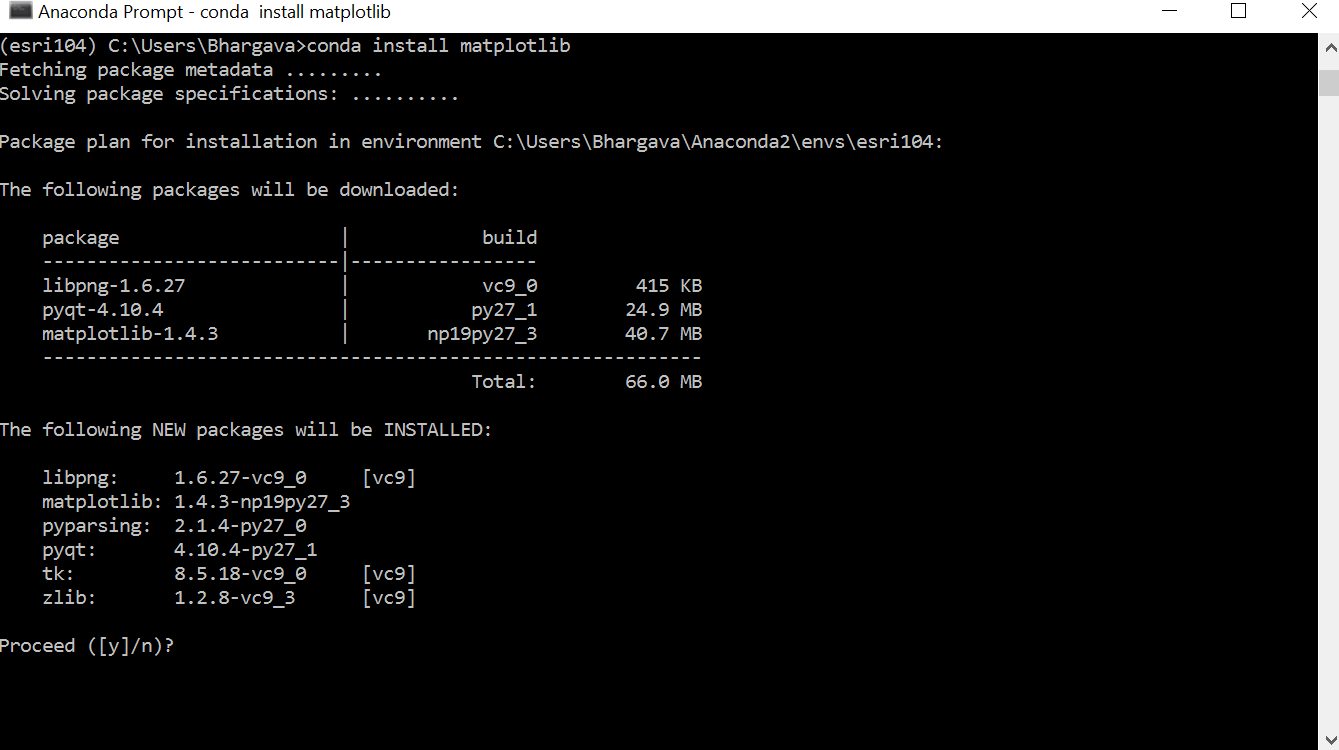 Anaconda Prompt - conda  install matplotlib
(esri104) C:\Users\Bhargava>conda install matplotlib
Fetching package metadata .........
Solving package specifications: ..........
Package plan for installation in environment C:\Users\Bhargava\Anaconda2\envs\esri104:
The following packages will be downloaded:
    package                    |            build
    ---------------------------|-----------------
    libpng-1.6.27              |            vc9_0         415 KB
    pyqt-4.10.4                |           py27_1        24.9 MB
    matplotlib-1.4.3           |       np19py27_3        40.7 MB
    ------------------------------------------------------------
                                           Total:        66.0 MB
The following NEW packages will be INSTALLED:
    libpng:     1.6.27-vc9_0     [vc9]
    matplotlib: 1.4.3-np19py27_3
    pyparsing:  2.1.4-py27_0
    pyqt:       4.10.4-py27_1
    tk:         8.5.18-vc9_0     [vc9]
    zlib:       1.2.8-vc9_3      [vc9]
Proceed ([y]/n)?